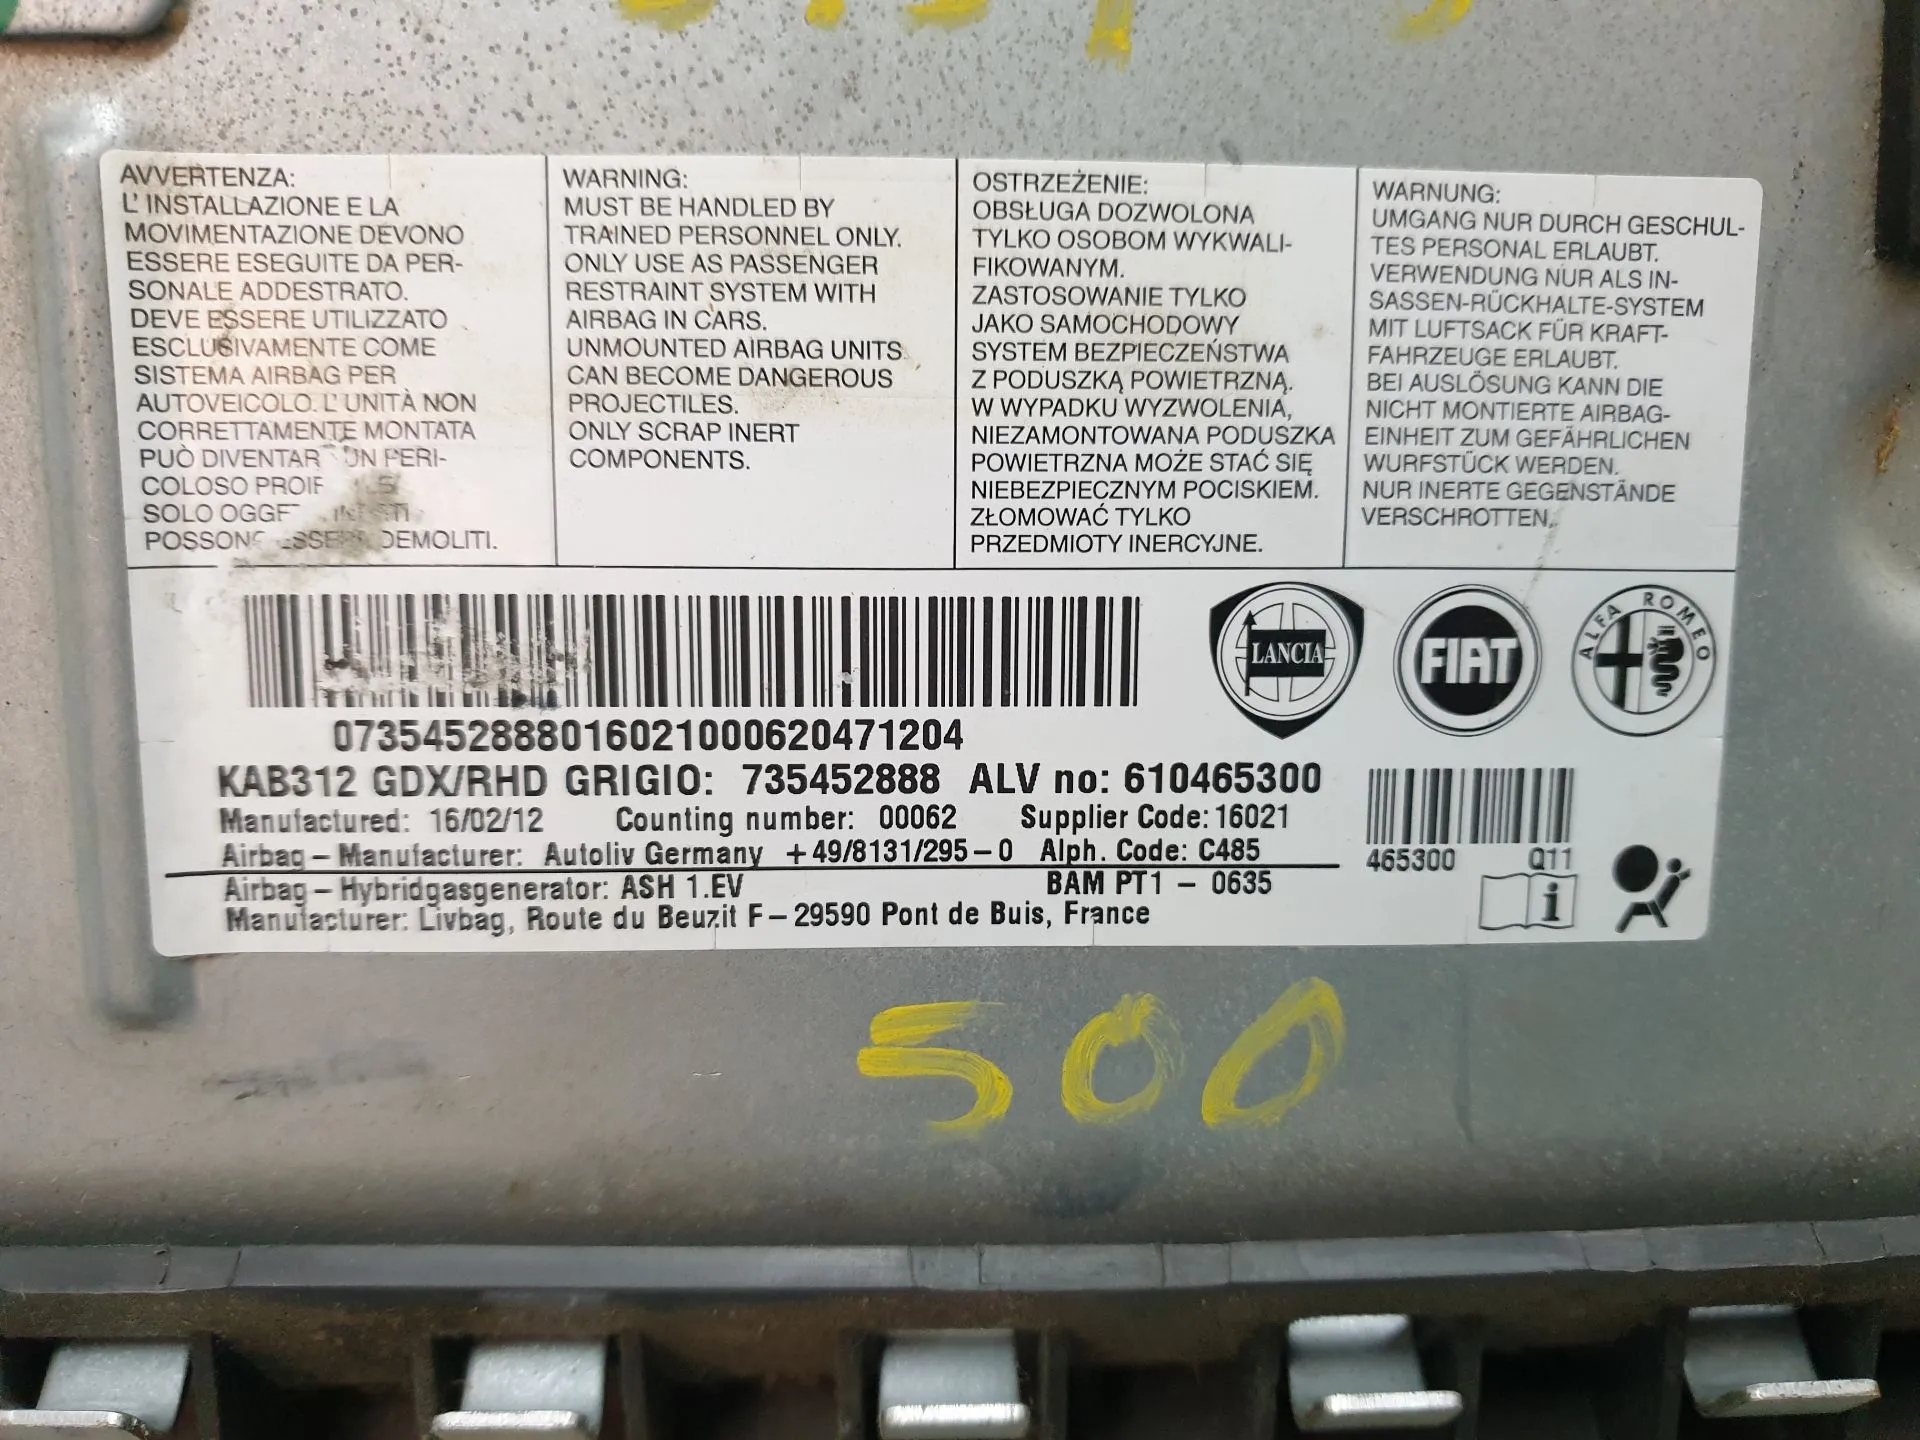 AVVERTENZA:
L' INSTALLAZIONE E LA
MOVIMENTAZIONE DEVONO
ESSERE ESEGUITE DA PER-
SONALE ADDESTRATO.
DEVE ESSERE UTILIZZATO
ESCLUSIVAMENTE COME
SISTEMA AIRBAG PER
AUTOVEICOLO. L' UNITÀ NON
CORRETTAMENTE MONTATA
PUÒ DIVENTAR UN PERI-
COLOSO
SOLO
DEMOLITI.
WARNING:
MUST BE HANDLED BY
TRAINED PERSONNEL ONLY.
ONLY USE AS PASSENGER
RESTRAINT SYSTEM WITH
AIRBAG IN CARS.
UNMOUNTED AIRBAG UNITS
CAN BECOME DANGEROUS
PROJECTILES.
ONLY SCRAP INERT
COMPONENTS.
OSTRZEŻENIE:
OBSŁUGA DOZWOLONA
TYLKO OSOBOM WYKWALI-
FIKOWANYM.
ZASTOSOWANIE TYLKO
JAKO SAMOCHODOWY
SYSTEM BEZPIECZEŃSTWA
Z PODUSZKĄ POWIETRZNĄ.
W WYPADKU WYZWOLENIA,
NIEZAMONTOWANA PODUSZKA
POWIETRZNA MOŻE STAĆ SIĘ
NIEBEZPIECZNYM POCISKIEM.
ZŁOMOWAĆ TYLKO
PRZEDMIOTY INERCYJNE.
WARNUNG:
UMGANG NUR DURCH GESCHUL-
TES PERSONAL ERLAUBT.
VERWENDUNG NUR ALS IN-
SASSEN-RÜCKHALTE-SYSTEM
MIT LUFTSACK FÜR KRAFT-
FAHRZEUGE ERLAUBT.
BEI AUSLÖSUNG KANN DIE
NICHT MONTIERTE AIRBAG-
EINHEIT ZUM GEFÄHRLICHEN
WURFSTÜCK WERDEN.
NUR INERTE GEGENSTÄNDE
VERSCHROTTEN.
LANCIA
FIAT
ALFA ROMEO
0735452888016021000620471204
KAB312 GDX/RHD GRIGIO: 735452888 ALV no: 610465300
Manufactured: 16/02/12 Counting number: 00062 Supplier Code: 16021
Airbag – Manufacturer: Autoliv Germany +49/8131/295-0 Alph. Code: C485
Airbag – Hybridgasgenerator: ASH 1.EV BAM PT1 - 0635
Manufacturer: Livbag, Route du Beuzit F-29590 Pont de Buis, France
465300 Q11
i
500